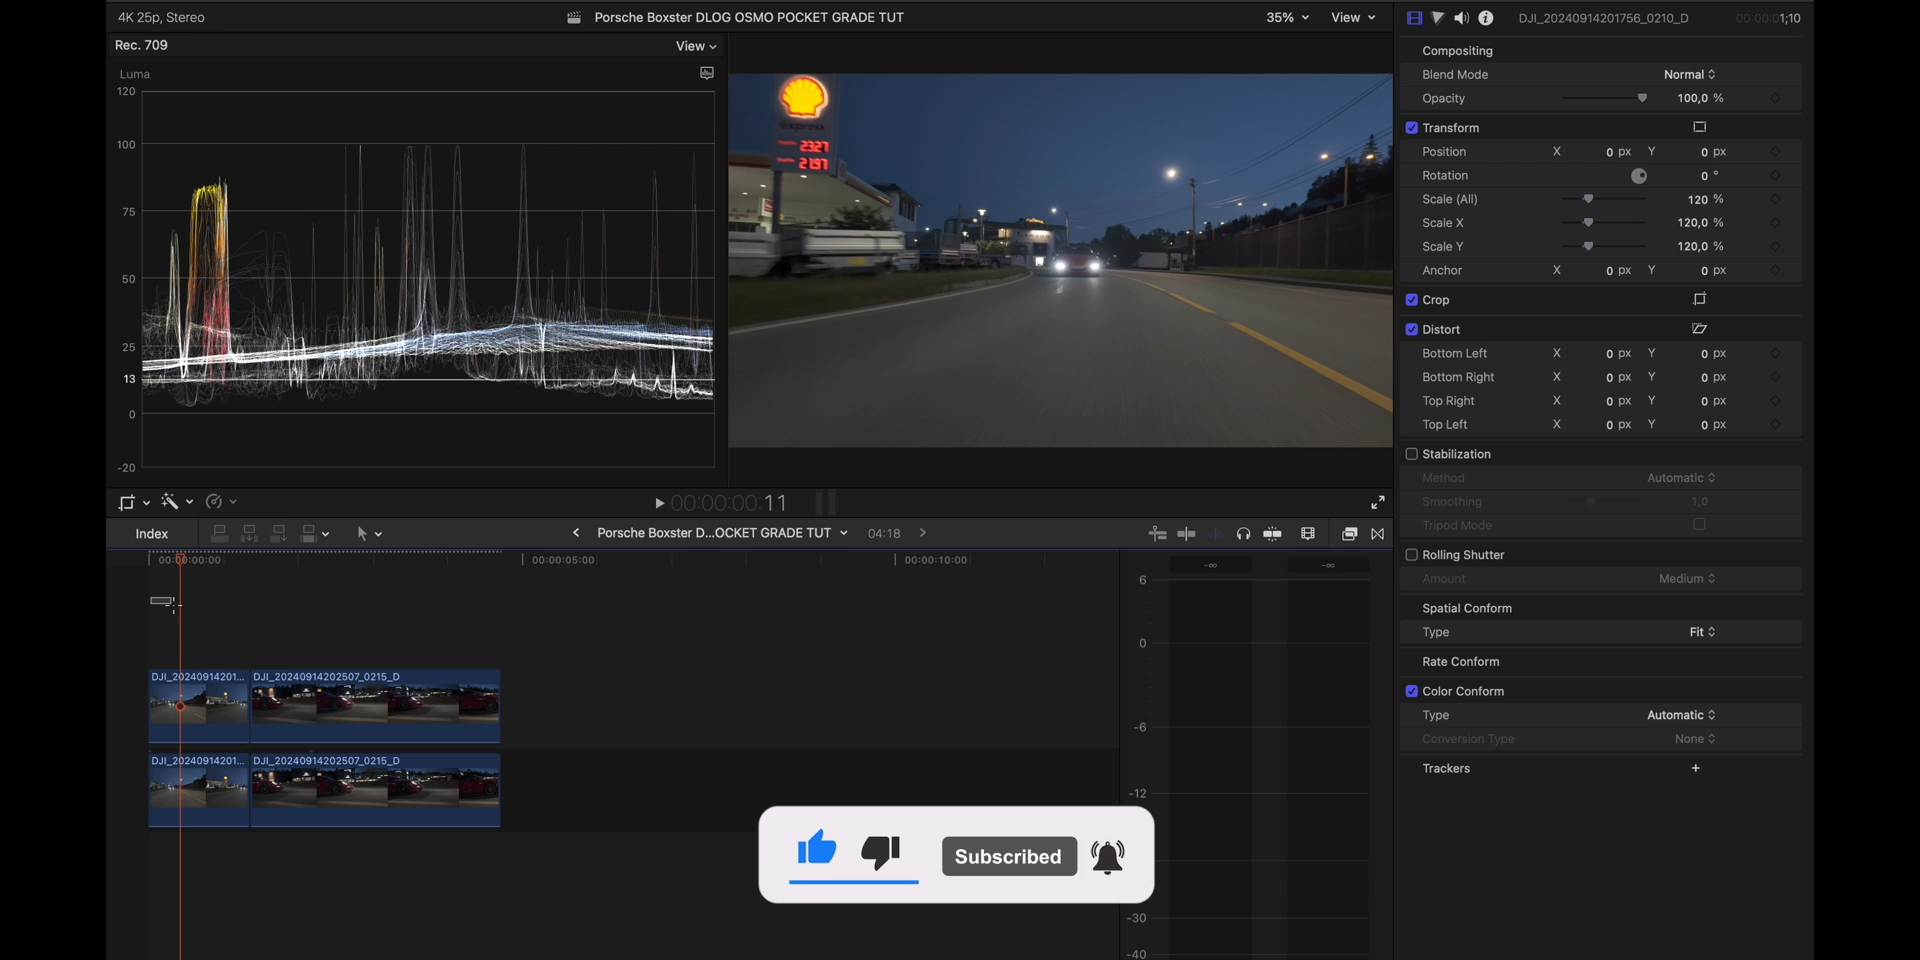 4K 25p, Stereo
Porsche Boxster DLOG OSMO POCKET GRADE TUT
35%
View
DJI_20240914201756_0210_D
00:00:01;10
Rec. 709
View
Luma
120
100
75
50
25
13
0
-20
express
2327
2197
00:00:00:11
Index
Porsche Boxster D...OCKET GRADE TUT
04:18
00:00:00:00
00:00:05:00
00:00:10:00
DJI_20240914201...
DJI_20240914202507_0215_D
DJI_20240914201...
DJI_20240914202507_0215_D
-∞
-∞
6
0
-6
-12
-30
-40
Subscribed
Compositing
Blend Mode
Normal
Opacity
100,0 %
Transform
Position
X
0 px
Y
0 px
Rotation
0 °
Scale (All)
120 %
Scale X
120,0 %
Scale Y
120,0 %
Anchor
X
0 px
Y
0 px
Crop
Distort
Bottom Left
X
0 px
Y
0 px
Bottom Right
X
0 px
Y
0 px
Top Right
X
0 px
Y
0 px
Top Left
X
0 px
Y
0 px
Stabilization
Method
Automatic
Smoothing
1,0
Tripod Mode
Rolling Shutter
Amount
Medium
Spatial Conform
Type
Fit
Rate Conform
Color Conform
Type
Automatic
Conversion Type
None
Trackers
+